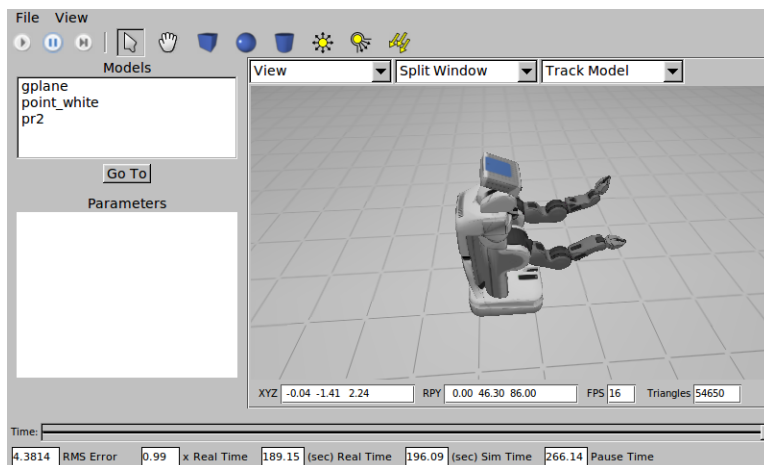 File View
Models
gplane
point_white
pr2
Go To
Parameters
View Split Window Track Model
XYZ -0.04 -1.41 2.24 RPY 0.00 46.30 86.00 FPS 16 Triangles 54650
Time:
4.3814 RMS Error 0.99 x Real Time 189.15 (sec) Real Time 196.09 (sec) Sim Time 266.14 Pause Time